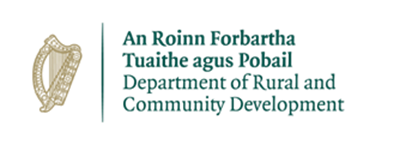 An Roinn Forbartha
Tuaithe agus Pobail
Department of Rural and
Community Development